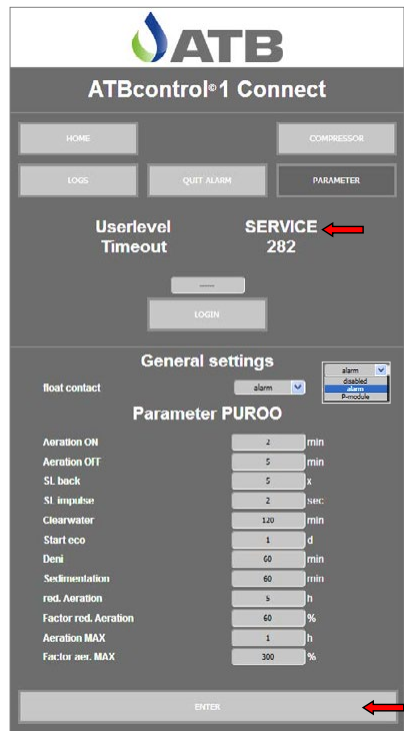 ATB
ATBcontrol©1 Connect
HOME COMPRESSOR
LOGS QUIT ALARM PARAMETER
Userlevel SERVICE
Timeout 282
-----
LOGIN
General settings
float contact alarm
alarm
disabled
alarm
P-module
Parameter PUROO
Aeration ON 2 min
Aeration OFF 5 min
SL back 5 x
SL impulse 2 sec
Clearwater 120 min
Start eco 1 d
Deni 60 min
Sedimentation 60 min
red. Aeration 5 h
Factor red. Aeration 60 %
Aeration MAX 1 h
Factor aer. MAX 300 %
ENTER